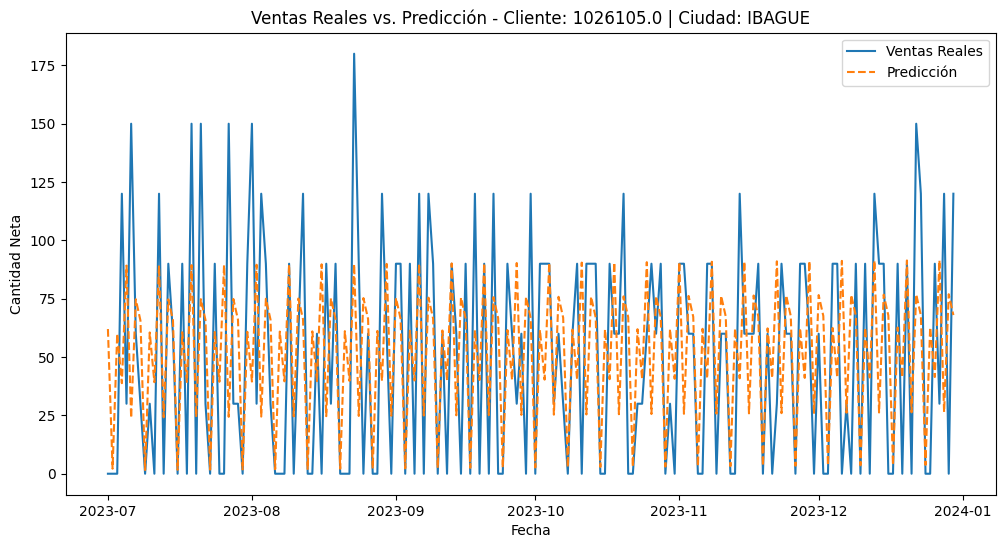 Ventas Reales vs. Predicción - Cliente: 1026105.0 | Ciudad: IBAGUE
Ventas Reales
Predicción
Cantidad Neta
175
150
125
100
75
50
25
0
2023-07 2023-08 2023-09 2023-10 2023-11 2023-12 2024-01
Fecha